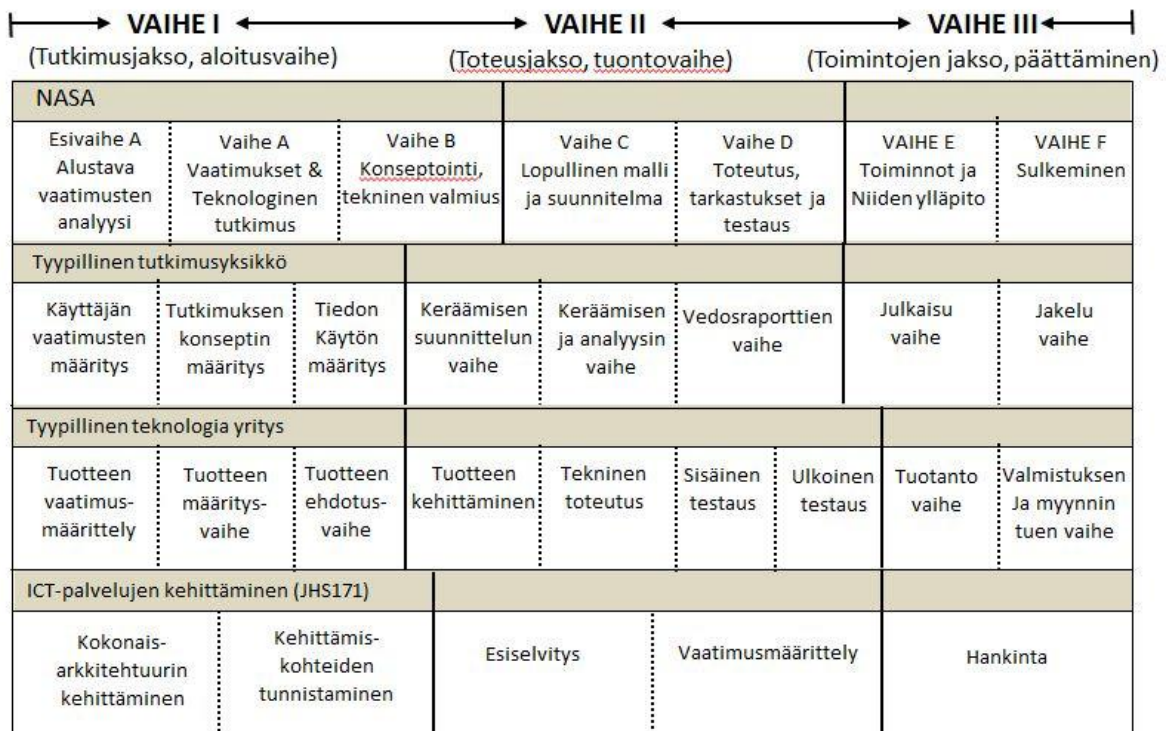 VAIHE I
VAIHE II
VAIHE III
(Tutkimusjakso, aloitusvaihe)
(Toteusjakso, tuontovaihe)
(Toimintojen jakso, päättäminen)
NASA
Esivaihe A
Alustava
vaatimusten
analyysi
Vaihe A
Vaatimukset &
Teknologinen
tutkimus
Vaihe B
Konseptointi,
tekninen valmius
Vaihe C
Lopullinen malli
ja suunnitelma
Vaihe D
Toteutus,
tarkastukset ja
testaus
VAIHE E
Toiminnot ja
Niiden ylläpito
VAIHE F
Sulkeminen
Tyypillinen tutkimusyksikkö
Käyttäjän
vaatimusten
määritys
Tutkimuksen
konseptin
määritys
Tiedon
Käytön
määritys
Keräämisen
suunnittelun
vaihe
Keräämisen
ja analyysin
vaihe
Vedosraporttien
vaihe
Julkaisu
vaihe
Jakelu
vaihe
Tyypillinen teknologia yritys
Tuotteen
vaatimus-
määrittely
Tuotteen
määritys-
vaihe
Tuotteen
ehdotus-
vaihe
Tuotteen
kehittäminen
Tekninen
toteutus
Sisäinen
testaus
Ulkoinen
testaus
Tuotanto
vaihe
Valmistuksen
Ja myynnin
tuen vaihe
ICT-palvelujen kehittäminen (JHS171)
Kokonais-
arkkitehtuurin
kehittäminen
Kehittämis-
kohteiden
tunnistaminen
Esiselvitys
Vaatimusmäärittely
Hankinta